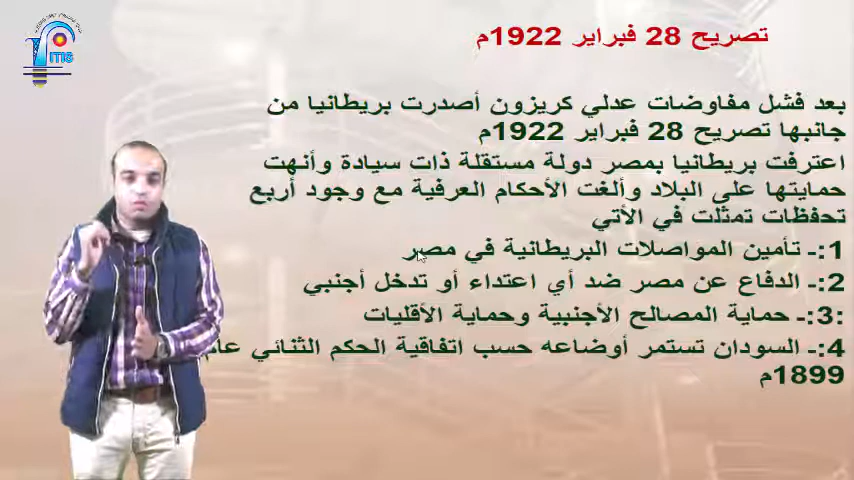 تصريح 28 فبراير 1922م
بعد فشل مفاوضات عدلي كريزون أصدرت بريطانيا من
جانبها تصريح 28 فبراير 1922م
اعترفت بريطانيا بمصر دولة مستقلة ذات سيادة وأنهت
حمايتها على البلاد وألغت الأحكام العرفية مع وجود أربع
تحفظات تمثلت في الأتي
1:- تأمين المواصلات البريطانية في مصر
2:- الدفاع عن مصر ضد أي اعتداء أو تدخل أجنبي
:3:- حماية المصالح الأجنبية وحماية الأقليات
4:- السودان تستمر أوضاعه حسب اتفاقية الحكم الثنائي عام
1899م